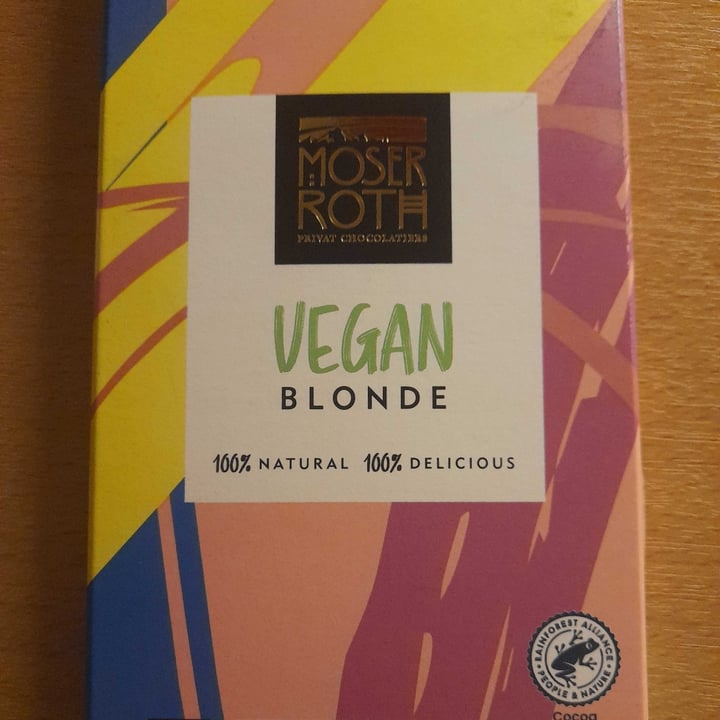 MOSER
ROTH
PRIVAT CHOCOLATIERS
VEGAN
BLONDE
100% NATURAL 100% DELICIOUS
RAINFOREST ALLIANCE
PEOPLE & NATURE
Cocoa